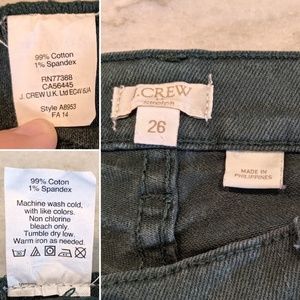 99% Cotton
1% Spandex
RN77388
CA56445
J. CREW U.K. Ltd EC4V 6JA
Style A8953
FA 14
J.CREW
stretch
26
MADE IN
PHILIPPINES
99% Cotton
1% Spandex
Machine wash cold,
with like colors.
Non chlorine
bleach only.
Tumble dry low.
Warm iron as needed.